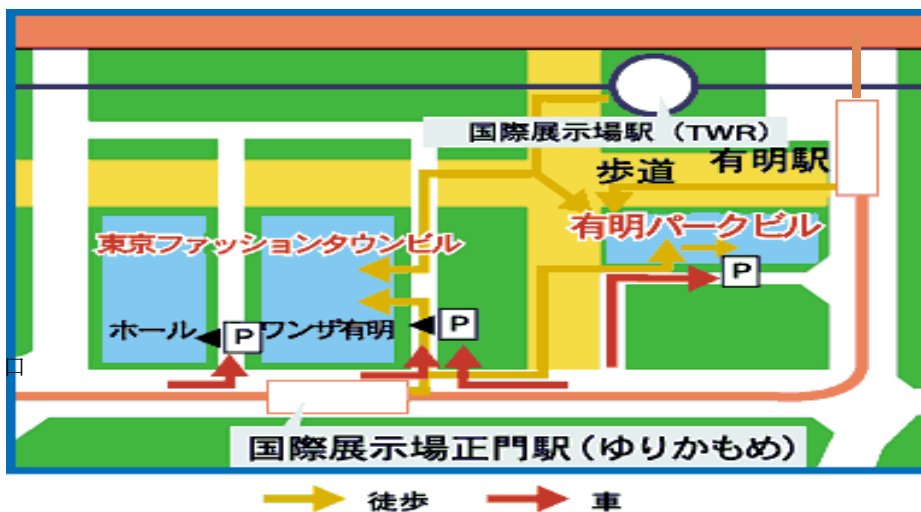 国際展示場駅（TWR）
歩道
有明駅
東京ファッションタウンビル
有明パークビル
P
ホール
P
ワンザ有明
P
国際展示場正門駅（ゆりかもめ）
徒歩
車